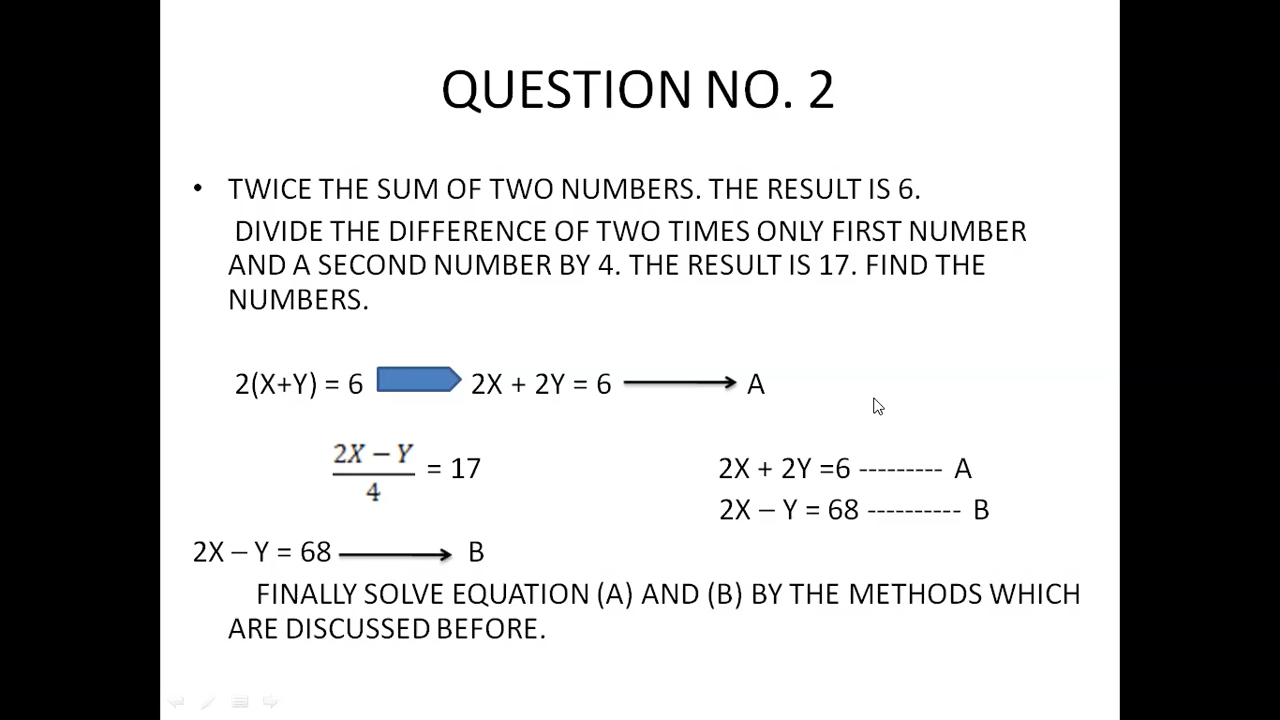 QUESTION NO. 2
• TWICE THE SUM OF TWO NUMBERS. THE RESULT IS 6.
DIVIDE THE DIFFERENCE OF TWO TIMES ONLY FIRST NUMBER
AND A SECOND NUMBER BY 4. THE RESULT IS 17. FIND THE
NUMBERS.
2(X+Y) = 6 2X + 2Y = 6 A
2X − Y
= 17
4
2X + 2Y =6 --------- A
2X – Y = 68 ---------- B
2X – Y = 68 B
FINALLY SOLVE EQUATION (A) AND (B) BY THE METHODS WHICH
ARE DISCUSSED BEFORE.